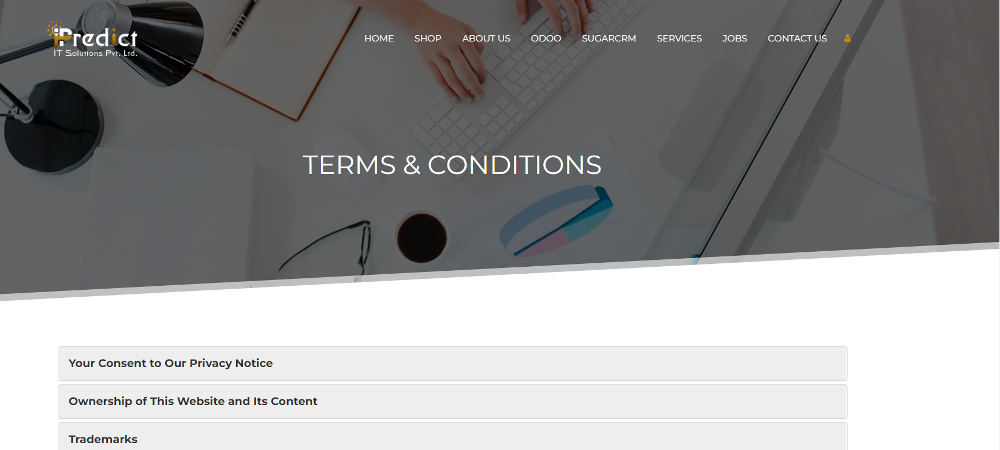 iPredict
IT Solutions Pvt. Ltd.
HOME SHOP ABOUT US ODOO SUGARCRM SERVICES JOBS CONTACT US
TERMS & CONDITIONS
Your Consent to Our Privacy Notice
Ownership of This Website and Its Content
Trademarks